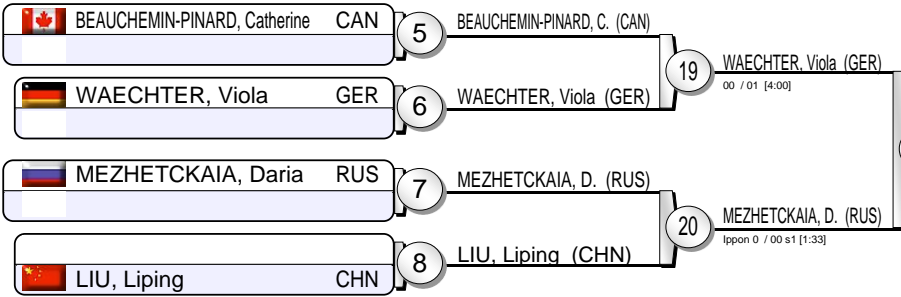 BEAUCHEMIN-PINARD, Catherine CAN
5
BEAUCHEMIN-PINARD, C. (CAN)
19
WAECHTER, Viola (GER)
00 / 01 [4:00]
WAECHTER, Viola GER
6
WAECHTER, Viola (GER)
MEZHETCKAIA, Daria RUS
7
MEZHETCKAIA, D. (RUS)
20
MEZHETCKAIA, D. (RUS)
Ippon 0 / 00 s1 [1:33]
LIU, Liping CHN
8
LIU, Liping (CHN)